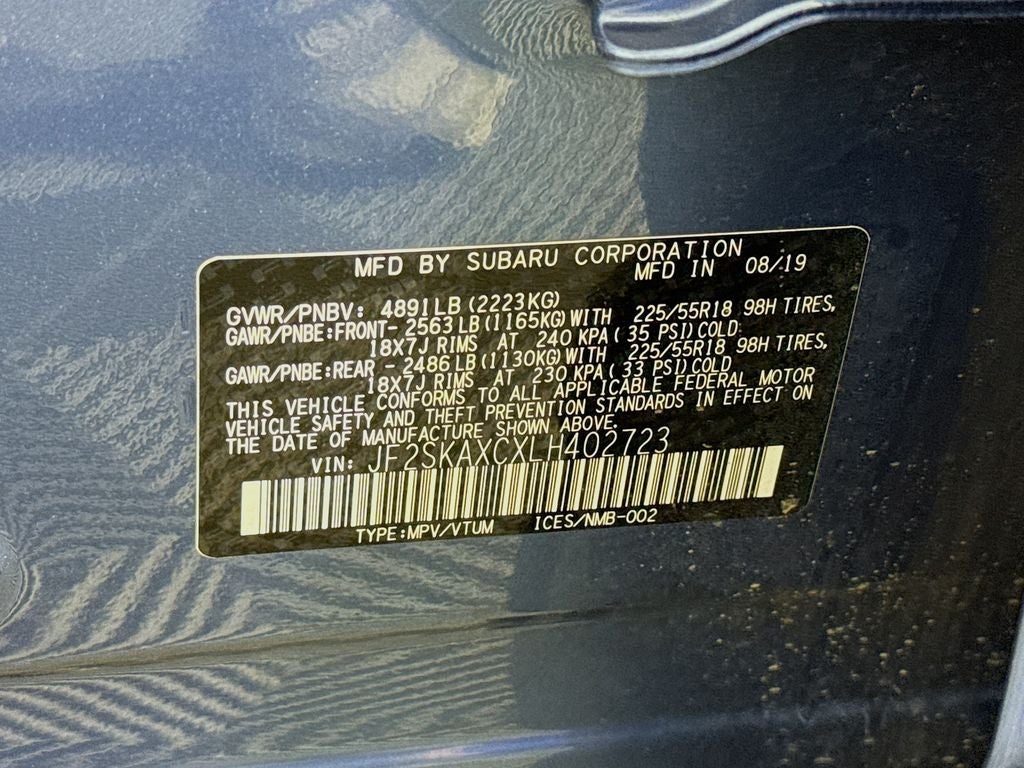 MFD BY SUBARU CORPORATION
MFD IN 08/19
GVWR/PNBV: 4891LB (2223KG)
GAWR/PNBE:FRONT- 2563 LB (1165KG) WITH 225/55R18 98H TIRES,
18X7J RIMS AT 240 KPA ( 35 PSI) COLD:
GAWR/PNBE:REAR - 2486 LB (1130KG) WITH 225/55R18 98H TIRES,
18X7J RIMS AT 230 KPA ( 33 PSI) COLD
THIS VEHICLE CONFORMS TO ALL APPLICABLE FEDERAL MOTOR
VEHICLE SAFETY AND THEFT PREVENTION STANDARDS IN EFFECT ON
THE DATE OF MANUFACTURE SHOWN ABOVE.
VIN: JF2SKAXCXLH402723
TYPE:MPV/VTUM ICES/NMB-002